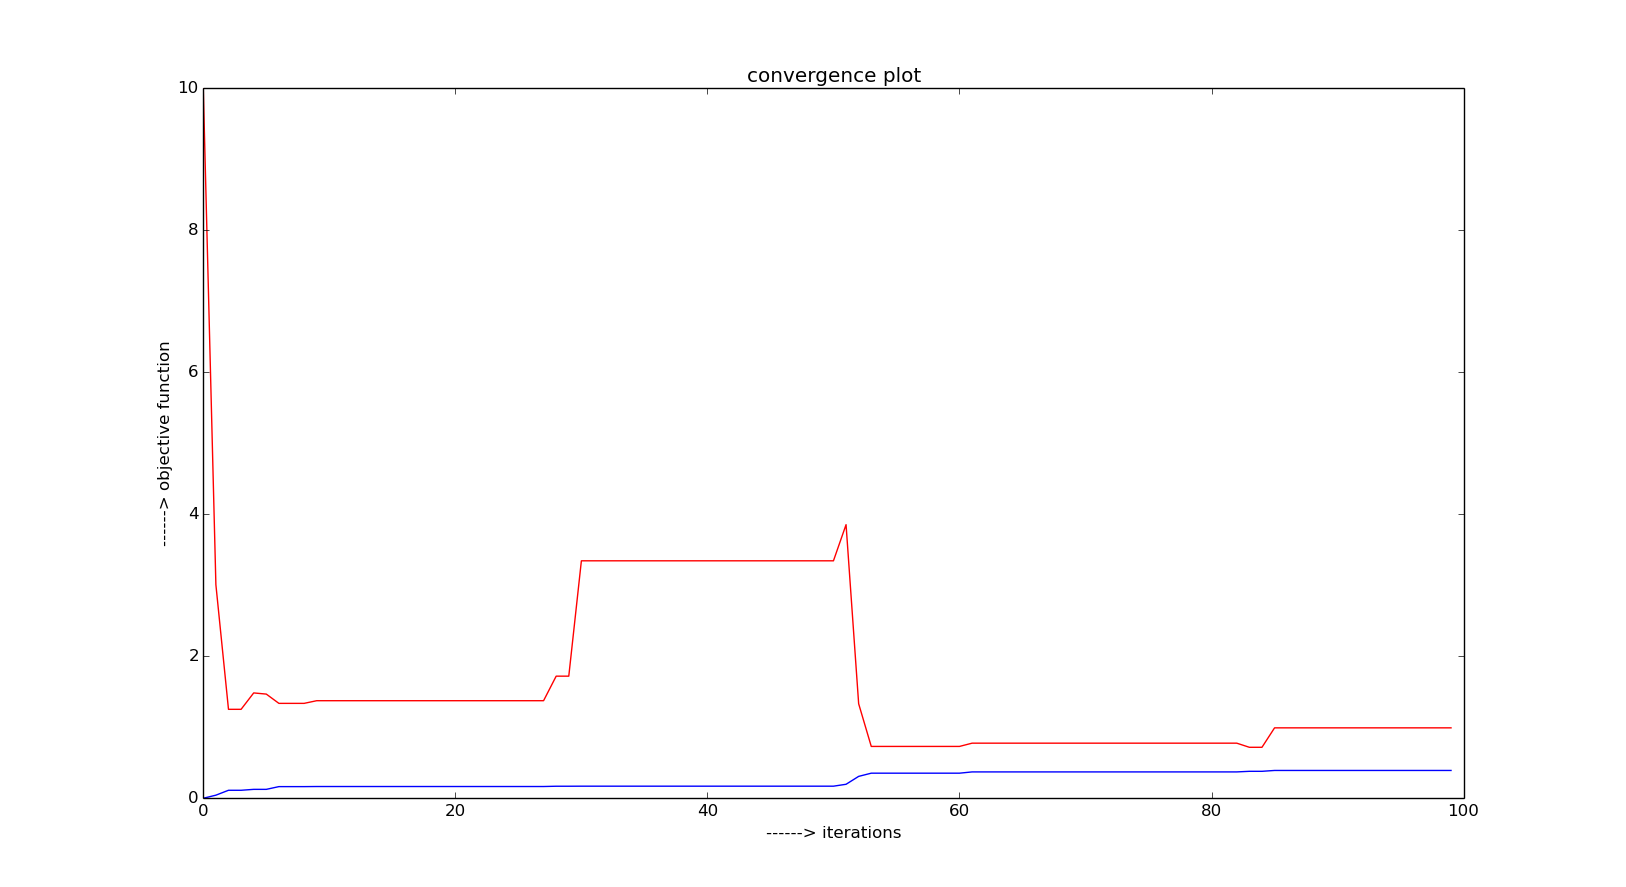 convergence plot
10
8
6
4
2
0
------> objective function
0 20 40 60 80 100
------> iterations